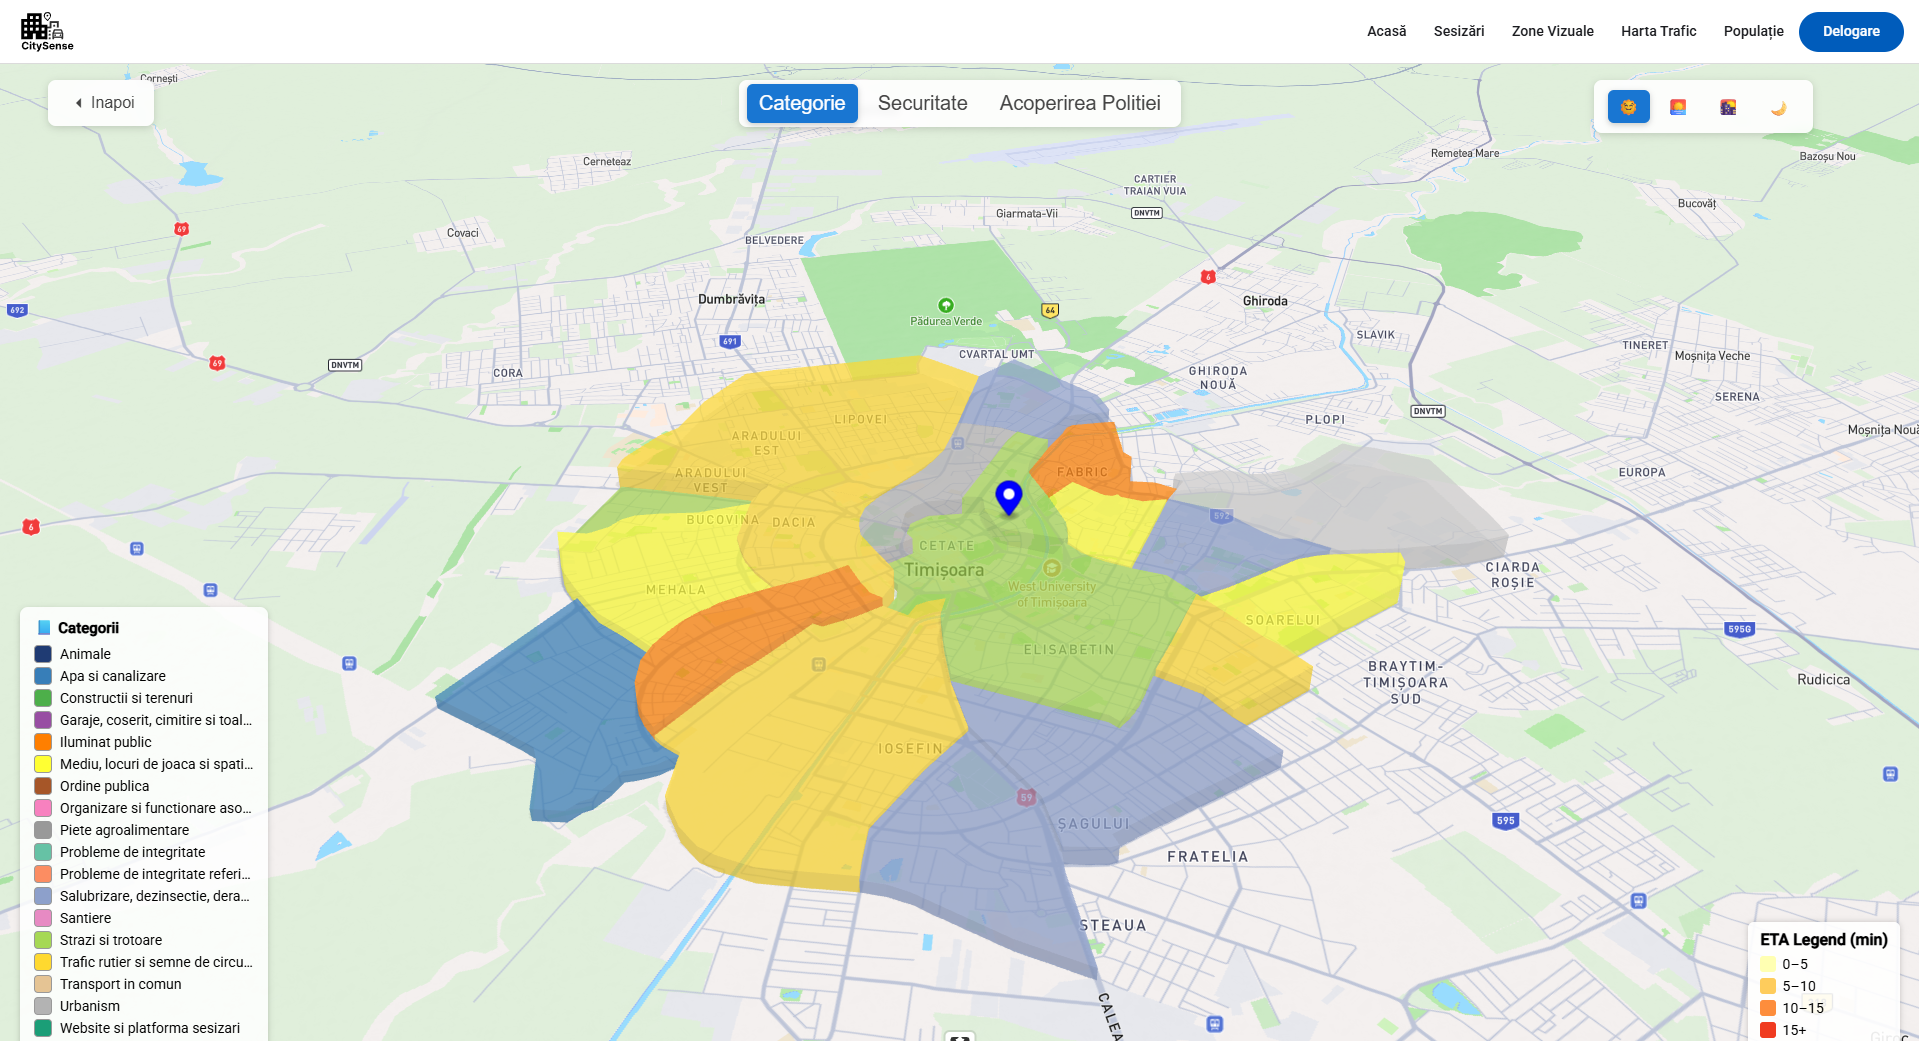 CitySense
Acasă
Sesizări
Zone Vizuale
Harta Trafic
Populație
Delogare
Inapoi
Categorie
Securitate
Acoperirea Politiei
Cornești
Cerneteaz
Remetea Mare
Bazoșu Nou
CARTIER
TRAIAN VUIA
DNVTM
Giarmata-Vii
Bucovăț
69
Covaci
BELVEDERE
6
Dumbrăvița
Ghiroda
692
Pădurea Verde
64
691
SLAVIK
TINERET
Moșnița Veche
69
DNVTM
CORA
CVARTAL UMT
GHIRODA
NOUĂ
SERENA
DNVTM
PLOPI
Moșnița Nouă
LIPOVEI
ARADULUI
EST
ARADULUI
VEST
FABRIC
EUROPA
6
BUCOVINA
DACIA
592
CETATE
Timișoara
West University
of Timișoara
CIARDA
ROȘIE
MEHALA
SOARELUI
595G
ELISABETIN
BRAYTIM-
TIMIȘOARA
SUD
Rudicica
IOSEFIN
59
ȘAGULUI
595
FRATELIA
STEAUA
CALEA
Categorii
Animale
Apa si canalizare
Constructii si terenuri
Garaje, coserit, cimitire si toal...
Iluminat public
Mediu, locuri de joaca si spati...
Ordine publica
Organizare si functionare aso...
Piete agroalimentare
Probleme de integritate
Probleme de integritate referi...
Salubrizare, dezinsectie, dera...
Santiere
Strazi si trotoare
Trafic rutier si semne de circu...
Transport in comun
Urbanism
Website si platforma sesizari
ETA Legend (min)
0–5
5–10
10–15
15+